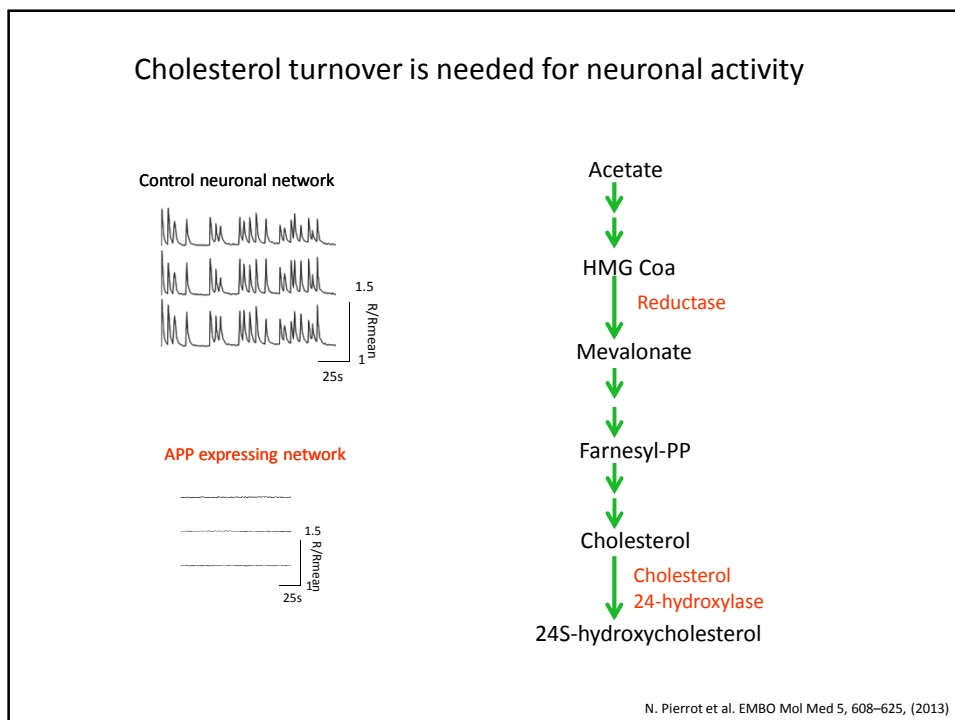 Cholesterol turnover is needed for neuronal activity
Control neuronal network
1.5
R/Rmean
1
25s
APP expressing network
1.5
R/Rmean
1
25s
Acetate
HMG Coa
Reductase
Mevalonate
Farnesyl-PP
Cholesterol
Cholesterol
24-hydroxylase
24S-hydroxycholesterol
N. Pierrot et al. EMBO Mol Med 5, 608–625, (2013)